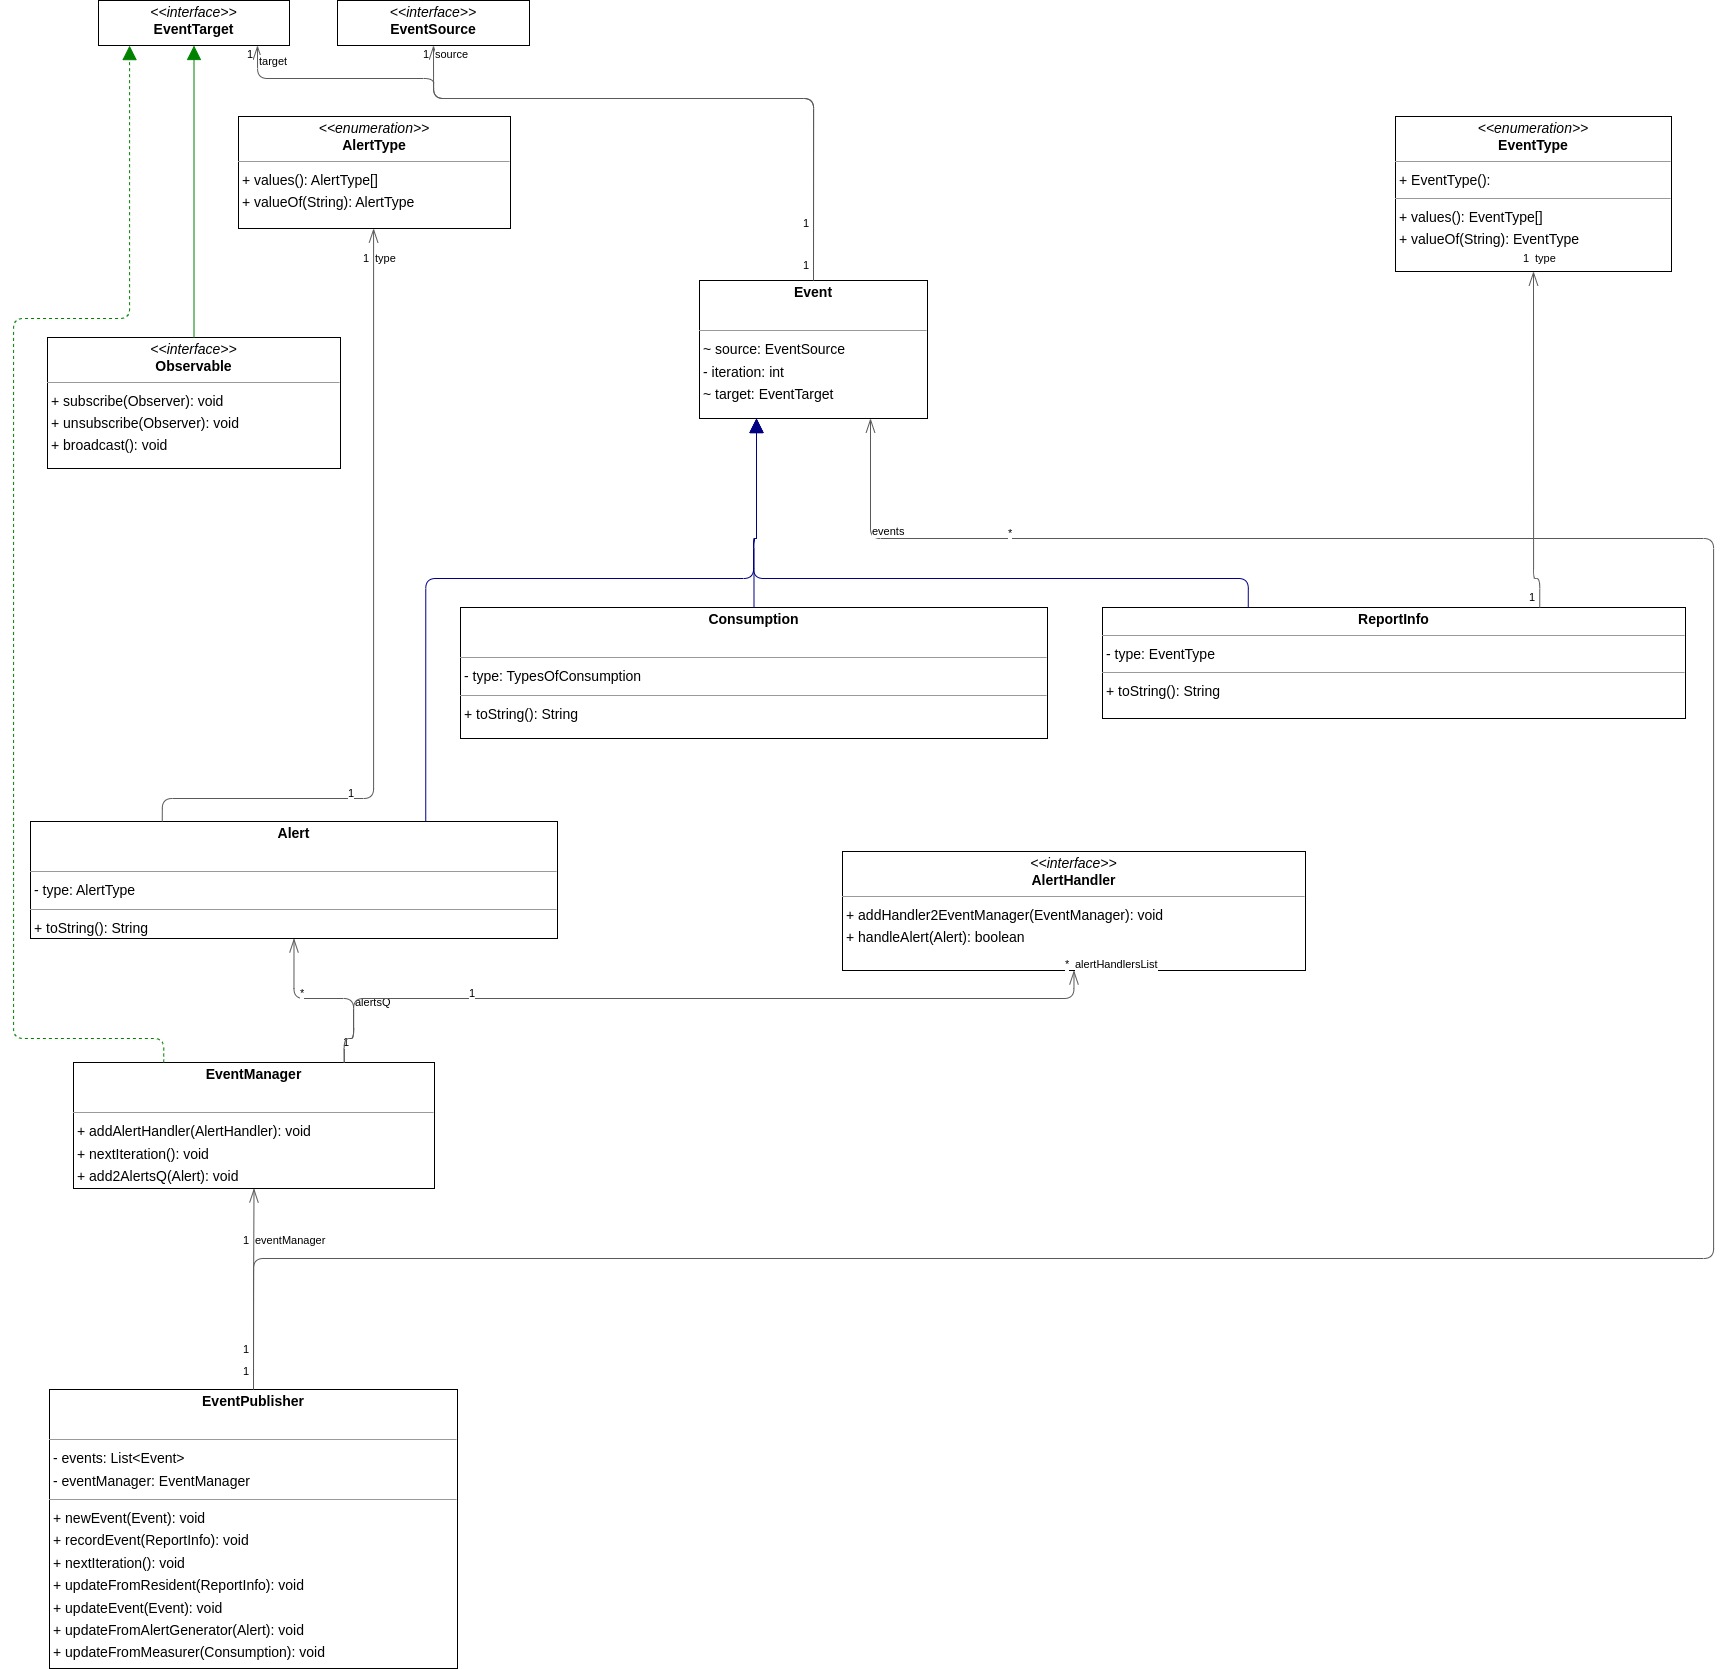 <<interface>>
EventTarget
<<interface>>
EventSource
1
target
1
source
<<enumeration>>
AlertType
+ values(): AlertType[]
+ valueOf(String): AlertType
<<enumeration>>
EventType
+ EventType():
+ values(): EventType[]
+ valueOf(String): EventType
1 type
1 type
1
1
Event
~ source: EventSource
- iteration: int
~ target: EventTarget
<<interface>>
Observable
+ subscribe(Observer): void
+ unsubscribe(Observer): void
+ broadcast(): void
events
*
1
Consumption
- type: TypesOfConsumption
+ toString(): String
ReportInfo
- type: EventType
+ toString(): String
1
Alert
- type: AlertType
+ toString(): String
<<interface>>
AlertHandler
+ addHandler2EventManager(EventManager): void
+ handleAlert(Alert): boolean
* alertHandlersList
*
alertsQ
1
1
EventManager
+ addAlertHandler(AlertHandler): void
+ nextIteration(): void
+ add2AlertsQ(Alert): void
1 eventManager
1
1
EventPublisher
- events: List<Event>
- eventManager: EventManager
+ newEvent(Event): void
+ recordEvent(ReportInfo): void
+ nextIteration(): void
+ updateFromResident(ReportInfo): void
+ updateEvent(Event): void
+ updateFromAlertGenerator(Alert): void
+ updateFromMeasurer(Consumption): void